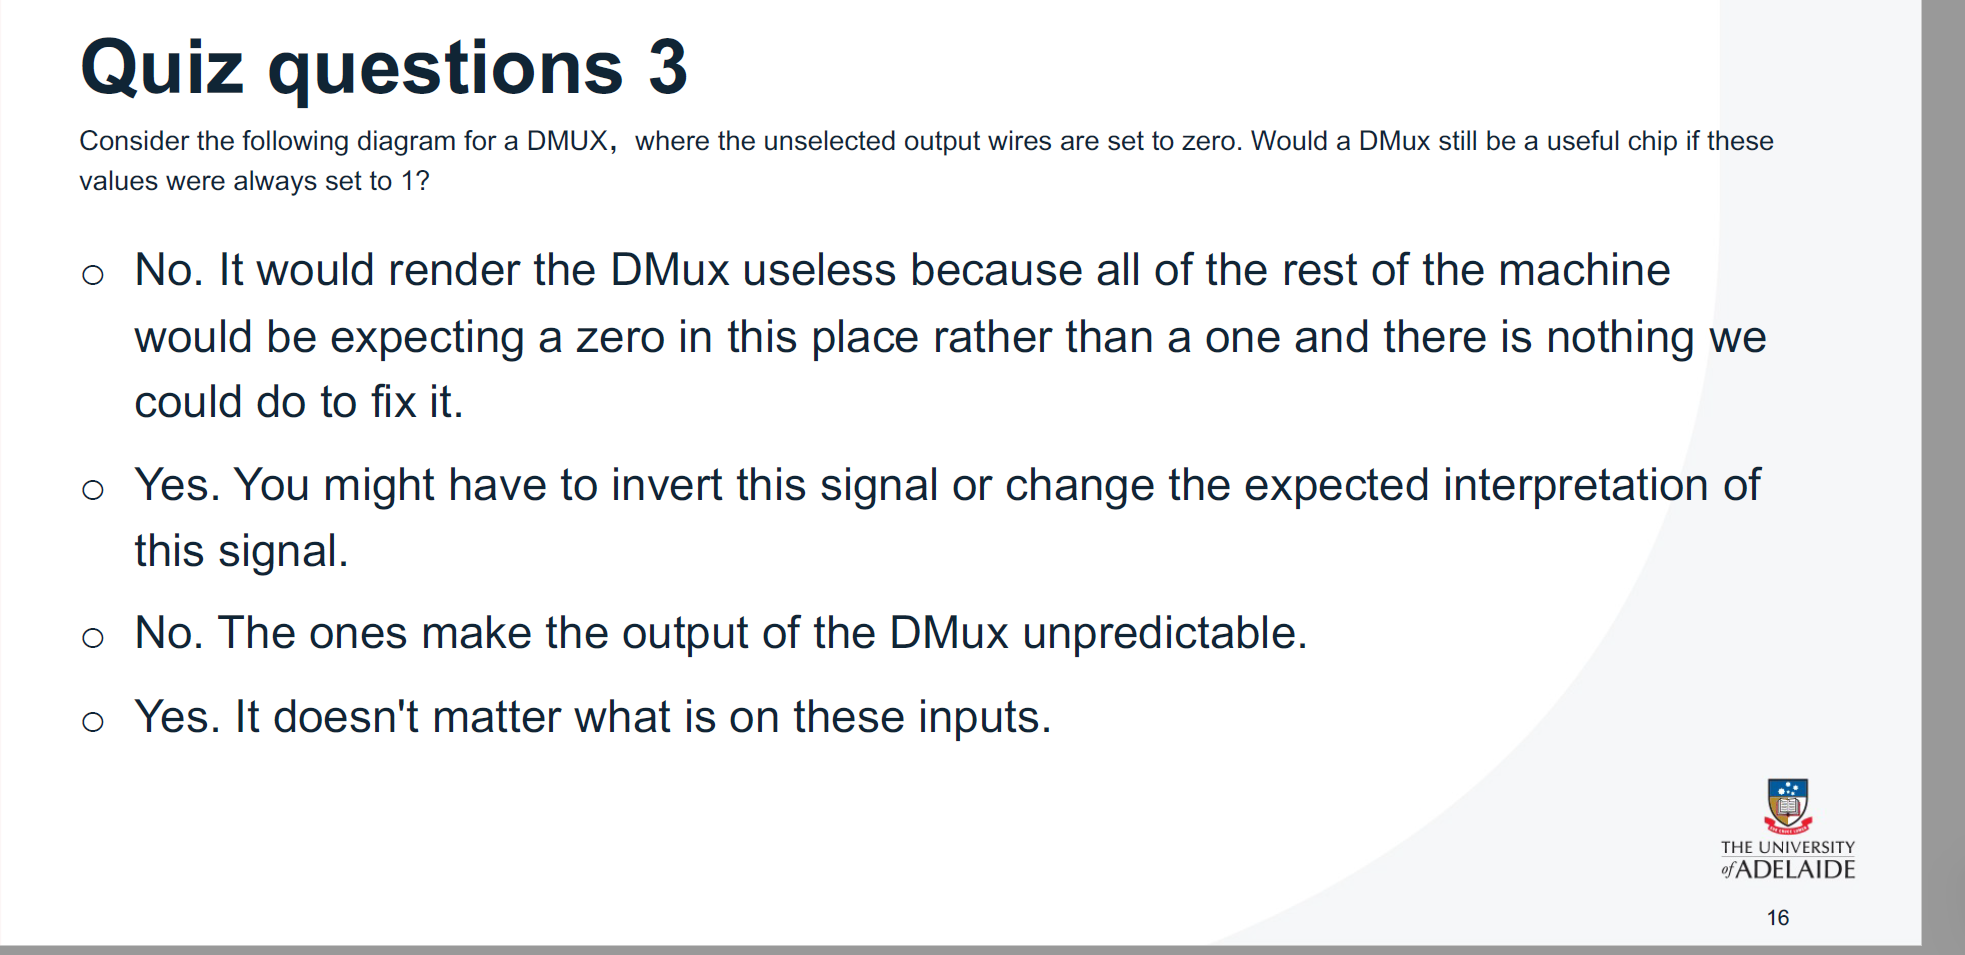 Quiz questions 3
Consider the following diagram for a DMUX，where the unselected output wires are set to zero. Would a DMux still be a useful chip if these
values were always set to 1?
○ No. It would render the DMux useless because all of the rest of the machine
would be expecting a zero in this place rather than a one and there is nothing we
could do to fix it.
○ Yes. You might have to invert this signal or change the expected interpretation of
this signal.
○ No. The ones make the output of the DMux unpredictable.
○ Yes. It doesn't matter what is on these inputs.
THE UNIVERSITY
of ADELAIDE
16